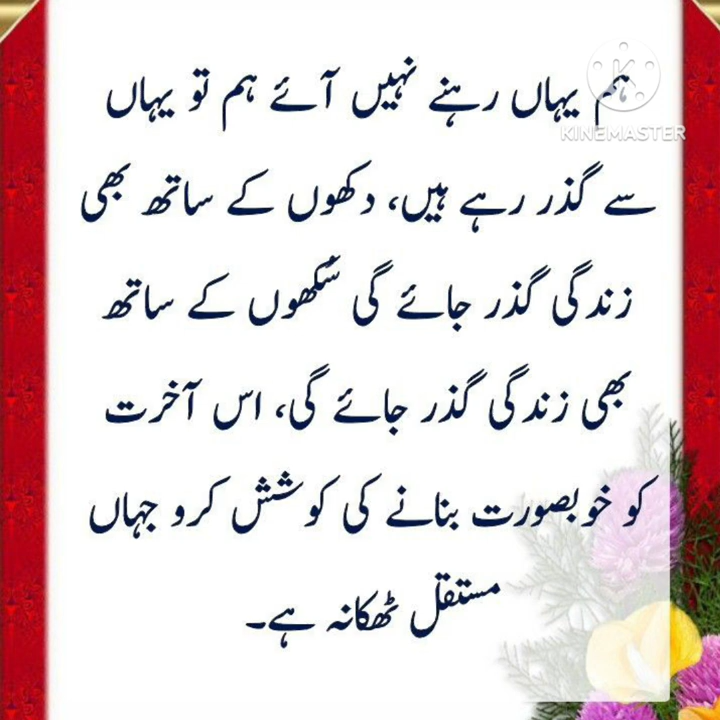 ہم یہاں رہنے نہیں آئے ہم تو یہاں
سے گذر رہے ہیں، دکھوں کے ساتھ بھی
زندگی گذر جائے گی سُکھوں کے ساتھ
بھی زندگی گذر جائے گی، اس آخرت
کو خوبصورت بنانے کی کوشش کرو جہاں
مستقل ٹھکانہ ہے۔
K
KINEMASTER